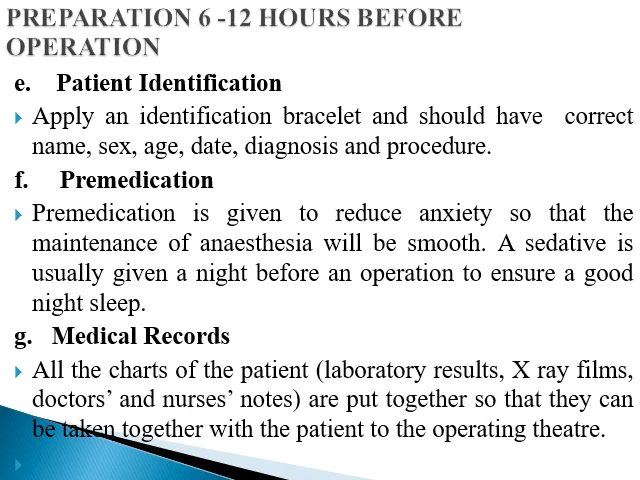 PREPARATION 6 -12 HOURS BEFORE
OPERATION
e. Patient Identification
Apply an identification bracelet and should have correct
name, sex, age, date, diagnosis and procedure.
f. Premedication
Premedication is given to reduce anxiety so that the
maintenance of anaesthesia will be smooth. A sedative is
usually given a night before an operation to ensure a good
night sleep.
g. Medical Records
All the charts of the patient (laboratory results, X ray films,
doctors’ and nurses’ notes) are put together so that they can
be taken together with the patient to the operating theatre.